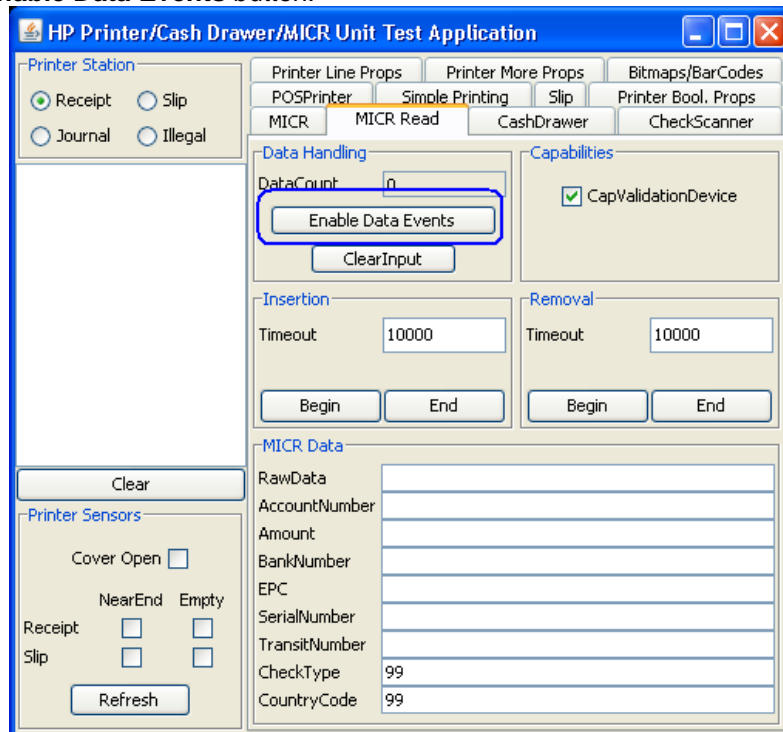 nable Data Events button.
HP Printer/Cash Drawer/MICR Unit Test Application
Printer Station
Receipt Slip
Journal Illegal
Clear
Printer Sensors
Cover Open
NearEnd Empty
Receipt
Slip
Refresh
Printer Line Props Printer More Props Bitmaps/BarCodes
POSPrinter Simple Printing Slip Printer Bool. Props
MICR MICR Read CashDrawer CheckScanner
Data Handling
DataCount 0
Enable Data Events
ClearInput
Capabilities
CapValidationDevice
Insertion
Timeout 10000
Begin End
Removal
Timeout 10000
Begin End
MICR Data
RawData
AccountNumber
Amount
BankNumber
EPC
SerialNumber
TransitNumber
CheckType 99
CountryCode 99